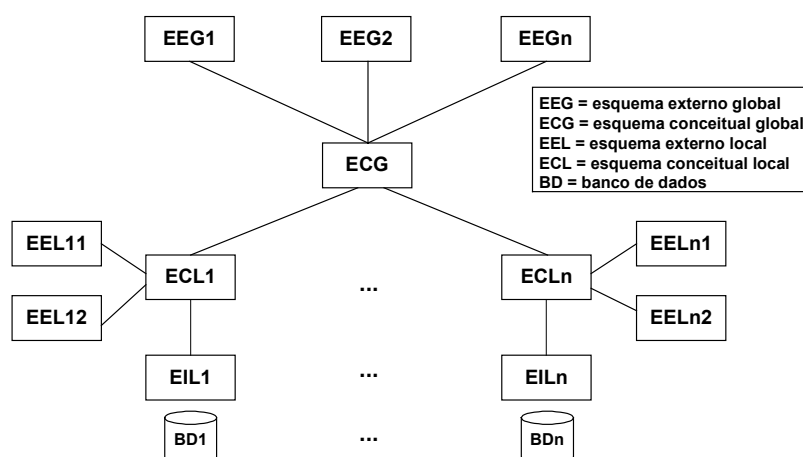 EEG1
EEG2
EEGn
EEG = esquema externo global
ECG = esquema conceitual global
EEL = esquema externo local
ECL = esquema conceitual local
BD = banco de dados
ECG
EEL11
EELn1
ECL1
...
ECLn
EEL12
EELn2
EIL1
...
EILn
BD1
...
BDn